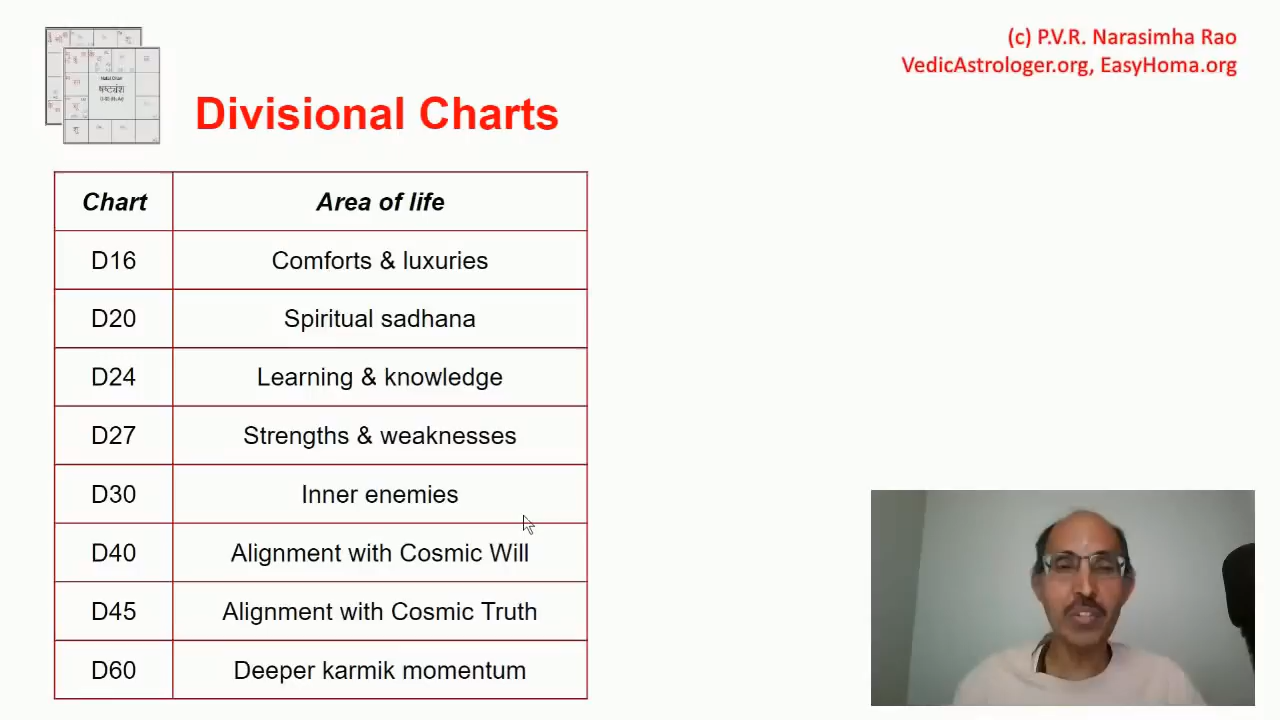 (c) P.V.R. Narasimha Rao
VedicAstrologer.org, EasyHoma.org
Divisional Charts
Chart Area of life
D16 Comforts & luxuries
D20 Spiritual sadhana
D24 Learning & knowledge
D27 Strengths & weaknesses
D30 Inner enemies
D40 Alignment with Cosmic Will
D45 Alignment with Cosmic Truth
D60 Deeper karmik momentum